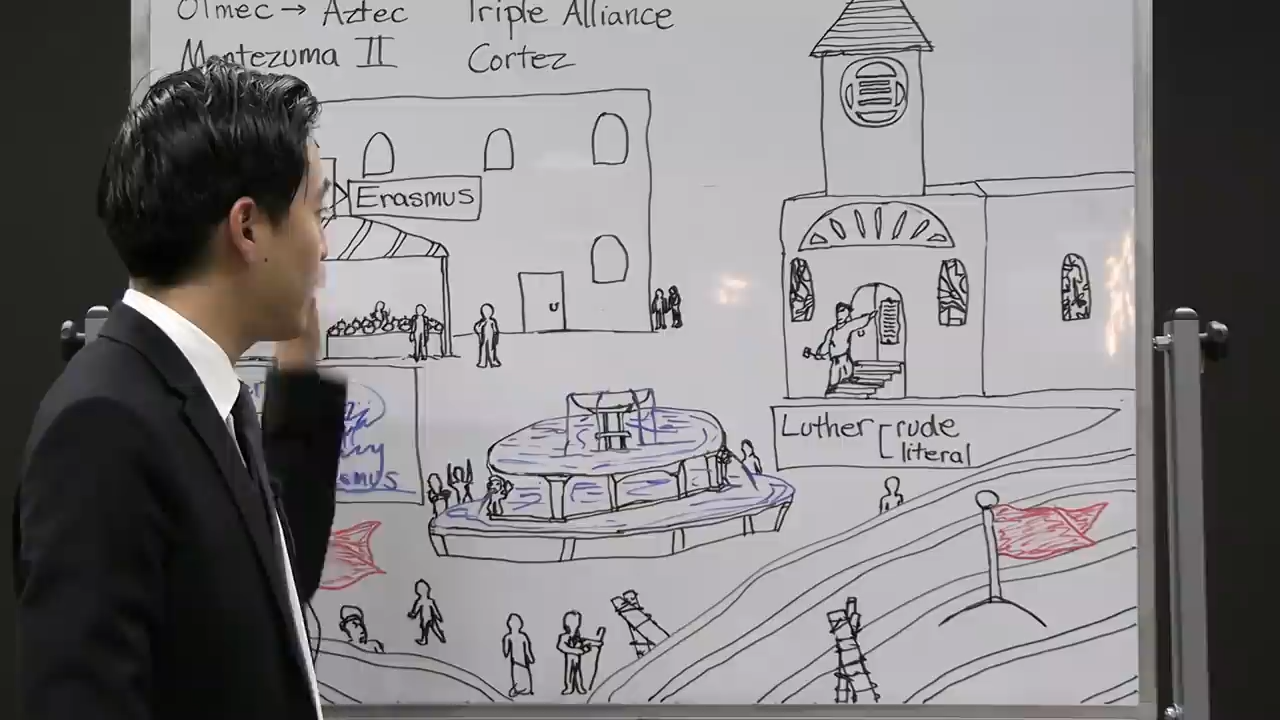 Olmec → Aztec Triple Alliance
Montezuma II Cortez
Erasmus
Luther rude
literal